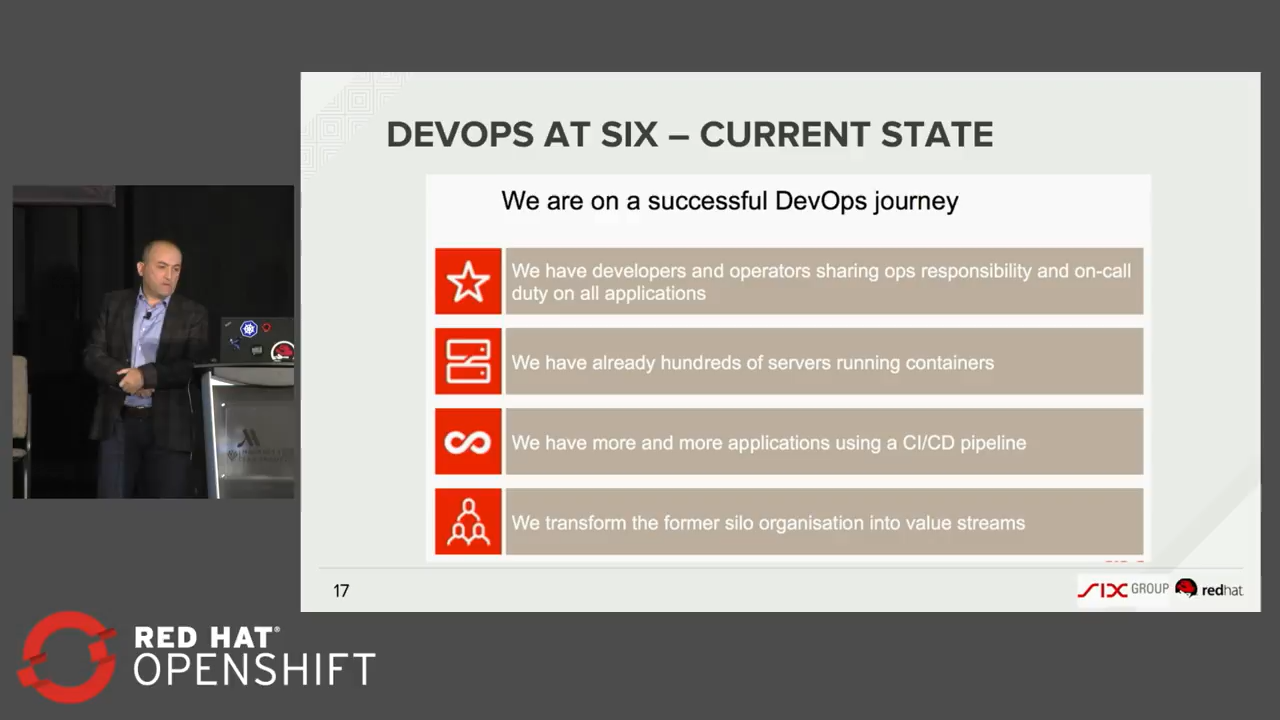 DEVOPS AT SIX – CURRENT STATE
We are on a successful DevOps journey
We have developers and operators sharing ops responsibility and on-call
duty on all applications
We have already hundreds of servers running containers
We have more and more applications using a CI/CD pipeline
We transform the former silo organisation into value streams
17
SIX GROUP
redhat
RED HAT®
OPENSHIFT